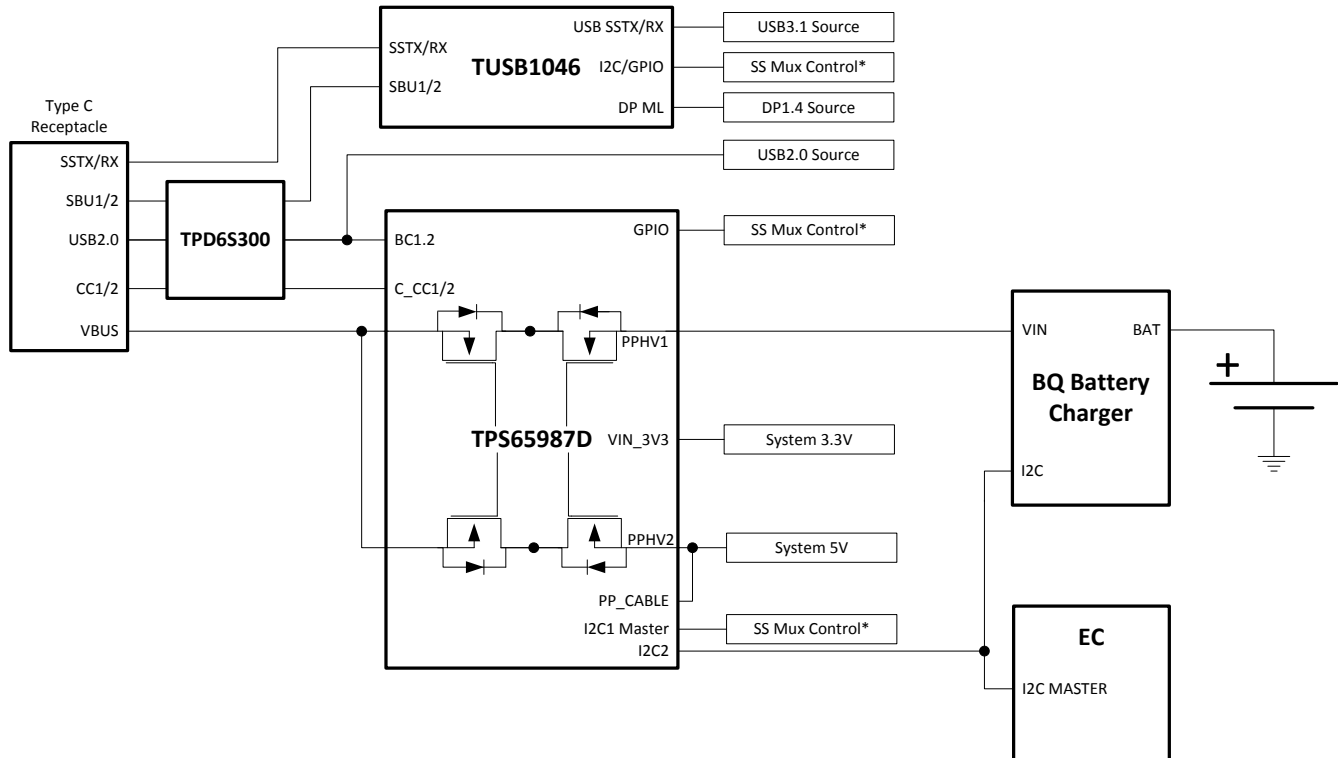 USB SSTX/RX
USB3.1 Source
SSTX/RX
TUSB1046
I2C/GPIO
SS Mux Control*
SBU1/2
DP ML
DP1.4 Source
Type C
Receptacle
USB2.0 Source
SSTX/RX
SBU1/2
TPD6S300
USB2.0
CC1/2
VBUS
BC1.2
GPIO
SS Mux Control*
C_CC1/2
PPHV1
TPS65987D
VIN_3V3
System 3.3V
PPHV2
System 5V
PP_CABLE
I2C1 Master
SS Mux Control*
I2C2
VIN
BAT
BQ Battery
Charger
I2C
+
EC
I2C MASTER